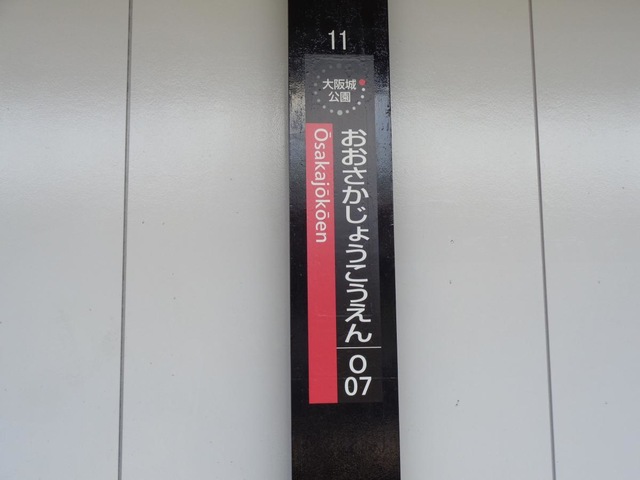 11
大阪城
公園
おおさかじょうこうえん
Ōsakajōkōen
O
07